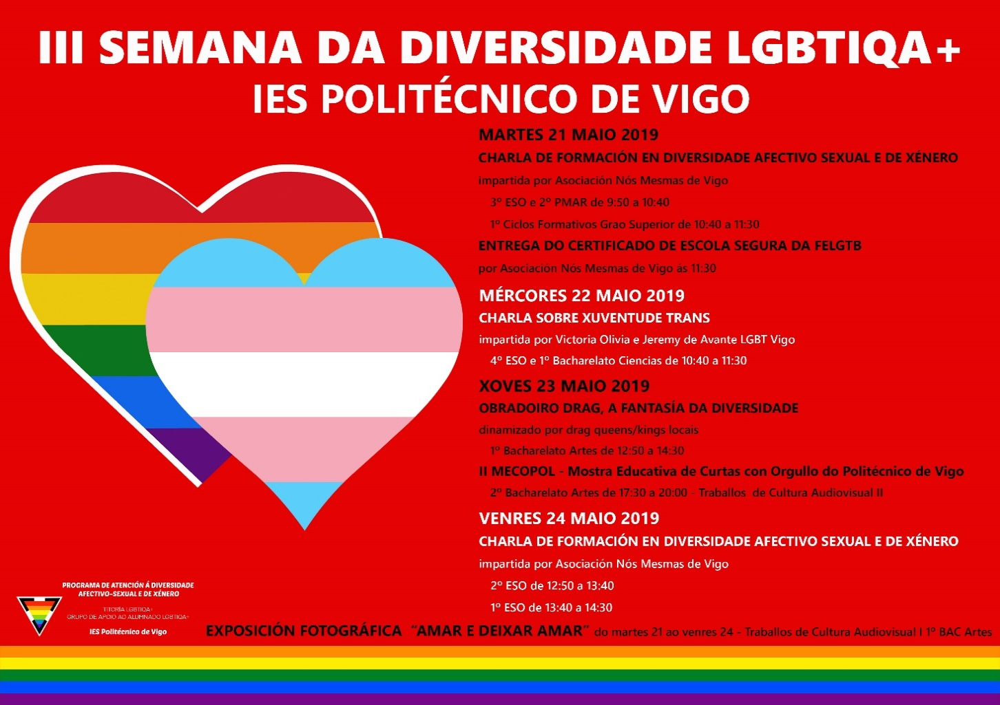 III SEMANA DA DIVERSIDADE LGBTIQA+
IES POLITÉCNICO DE VIGO
MARTES 21 MAIO 2019
CHARLA DE FORMACIÓN EN DIVERSIDADE AFECTIVO SEXUAL E DE XÉNERO
impartida por Asociación Nós Mesmas de Vigo
3º ESO e 2º PMAR de 9:50 a 10:40
1º Ciclos Formativos Grao Superior de 10:40 a 11:30
ENTREGA DO CERTIFICADO DE ESCOLA SEGURA DA FELGTB
por Asociación Nós Mesmas de Vigo ás 11:30
MÉRCORES 22 MAIO 2019
CHARLA SOBRE XUVENTUDE TRANS
impartida por Victoria Olivia e Jeremy de Avante LGBT Vigo
4º ESO e 1º Bacharelato Ciencias de 10:40 a 11:30
XOVES 23 MAIO 2019
OBRADOIRO DRAG, A FANTASÍA DA DIVERSIDADE
dinamizado por drag queens/kings locais
1º Bacharelato Artes de 12:50 a 14:30
II MECOPOL - Mostra Educativa de Curtas con Orgullo do Politécnico de Vigo
2º Bacharelato Artes de 17:30 a 20:00 - Traballos de Cultura Audiovisual II
VENRES 24 MAIO 2019
CHARLA DE FORMACIÓN EN DIVERSIDADE AFECTIVO SEXUAL E DE XÉNERO
impartida por Asociación Nós Mesmas de Vigo
2º ESO de 12:50 a 13:40
1º ESO de 13:40 a 14:30
PROGRAMA DE ATENCIÓN Á DIVERSIDADE
AFECTIVO-SEXUAL E DE XÉNERO
TITORÍA LGBTIQA+
GRUPO DE APOIO AO ALUMNADO LGBTIQA+
IES Politécnico de Vigo
EXPOSICIÓN FOTOGRÁFICA "AMAR E DEIXAR AMAR" do martes 21 ao venres 24 - Traballos de Cultura Audiovisual I 1º BAC Artes